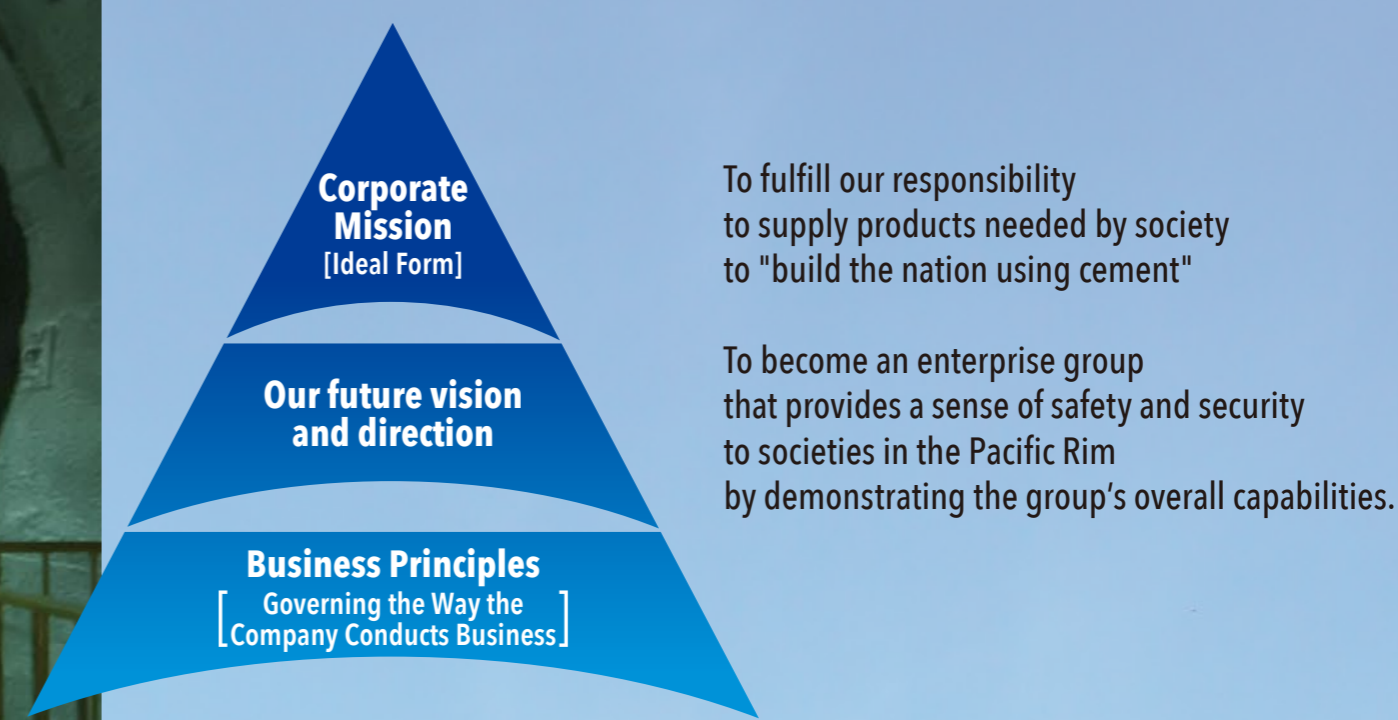 Corporate
Mission
[Ideal Form]
To fulfill our responsibility
to supply products needed by society
to "build the nation using cement"
Our future vision
and direction
To become an enterprise group
that provides a sense of safety and security
to societies in the Pacific Rim
by demonstrating the group’s overall capabilities.
Business Principles
[Governing the Way the
Company Conducts Business]